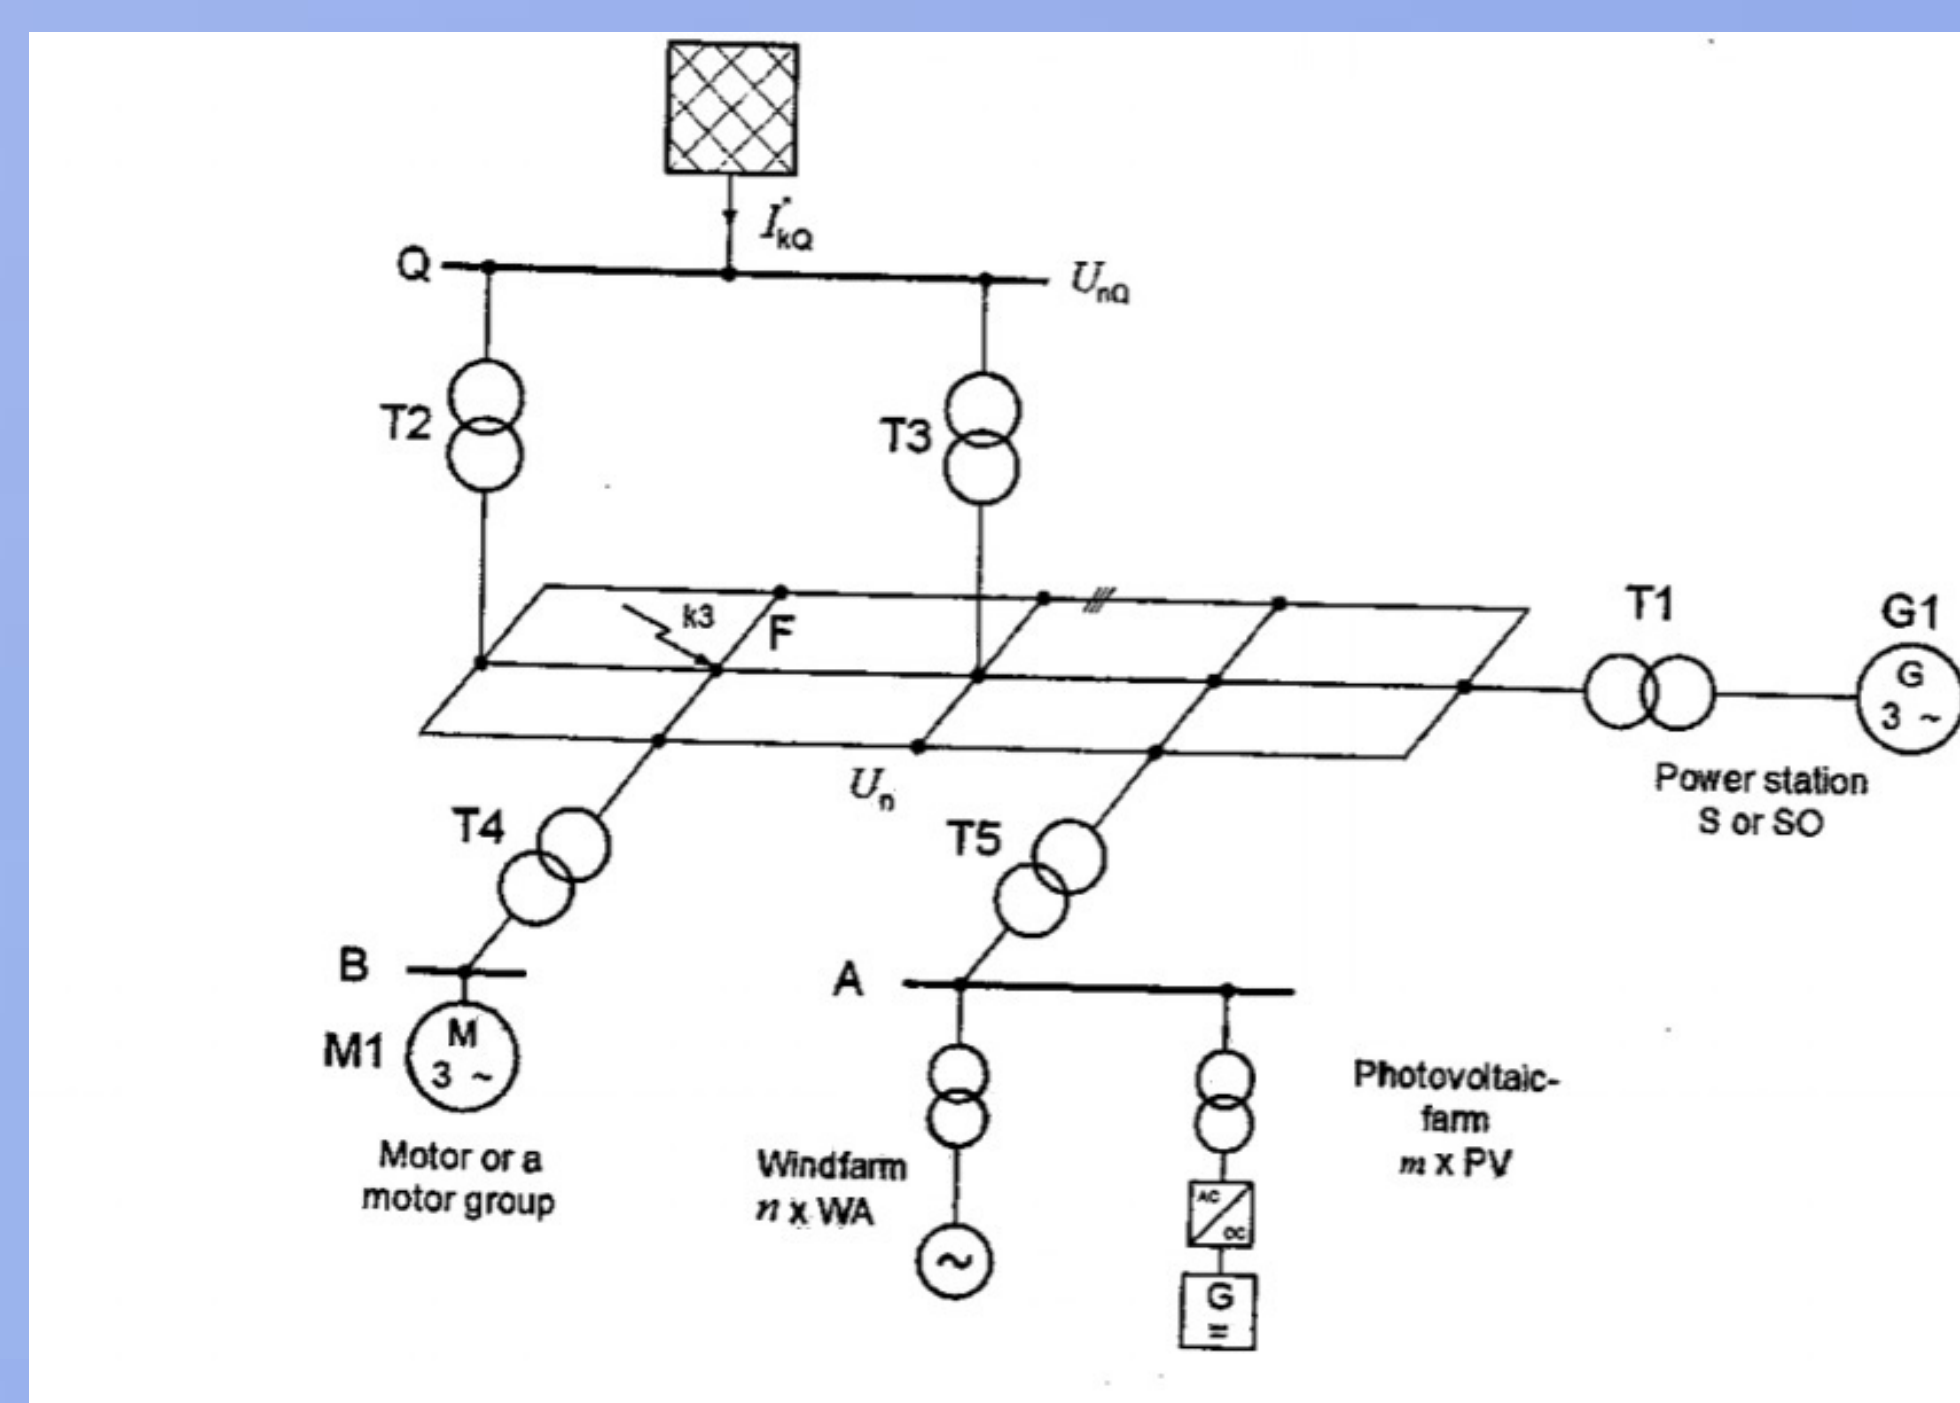 I"kQ
Q
UnQ
T2
T3
k3
F
T1
G1
G
3 ~
Power station
S or SO
Un
T4
T5
B
A
M1
M
3 ~
Motor or a
motor group
Windfarm
n x WA
~
Photovoltaic-
farm
m x PV
AC
DC
G
=